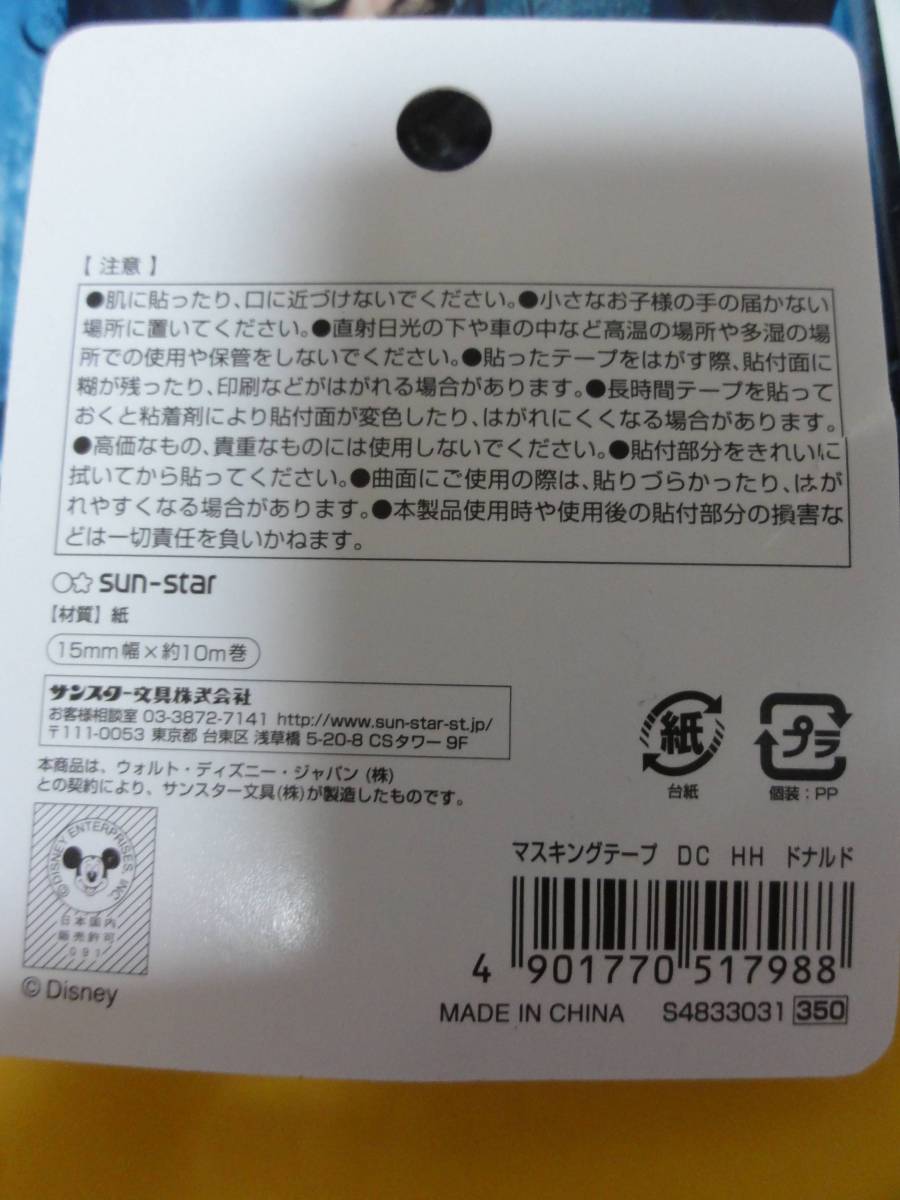 【 注意 】
●肌に貼ったり、口に近づけないでください。●小さなお子様の手の届かない
場所に置いてください。●直射日光の下や車の中など高温の場所や多湿の場
所での使用や保管をしないでください。●貼ったテープをはがす際、貼付面に
糊が残ったり、印刷などがはがれる場合があります。●長時間テープを貼って
おくと粘着剤により貼付面が変色したり、はがれにくくなる場合があります。
●高価なもの、貴重なものには使用しないでください。●貼付部分をきれいに
拭いてから貼ってください。●曲面にご使用の際は、貼りづらかったり、はが
れやすくなる場合があります。●本製品使用時や使用後の貼付部分の損害な
どは一切責任を負いかねます。
sun-star
【材質】紙
15mm幅×約10m巻
サンスター文具株式会社
お客様相談室 03-3872-7141 http://www.sun-star-st.jp/
〒111-0053 東京都 台東区 浅草橋 5-20-8 CSタワー 9F
本商品は、ウォルト・ディズニー・ジャパン(株)
との契約により、サンスター文具(株)が製造したものです。
紙
台紙
プラ
個装:PP
© DISNEY ENTERPRISES, INC.
日本国内
販売許可
091
© Disney
マスキングテープ DC HH ドナルド
4 901770 517988
MADE IN CHINA S4833031 350